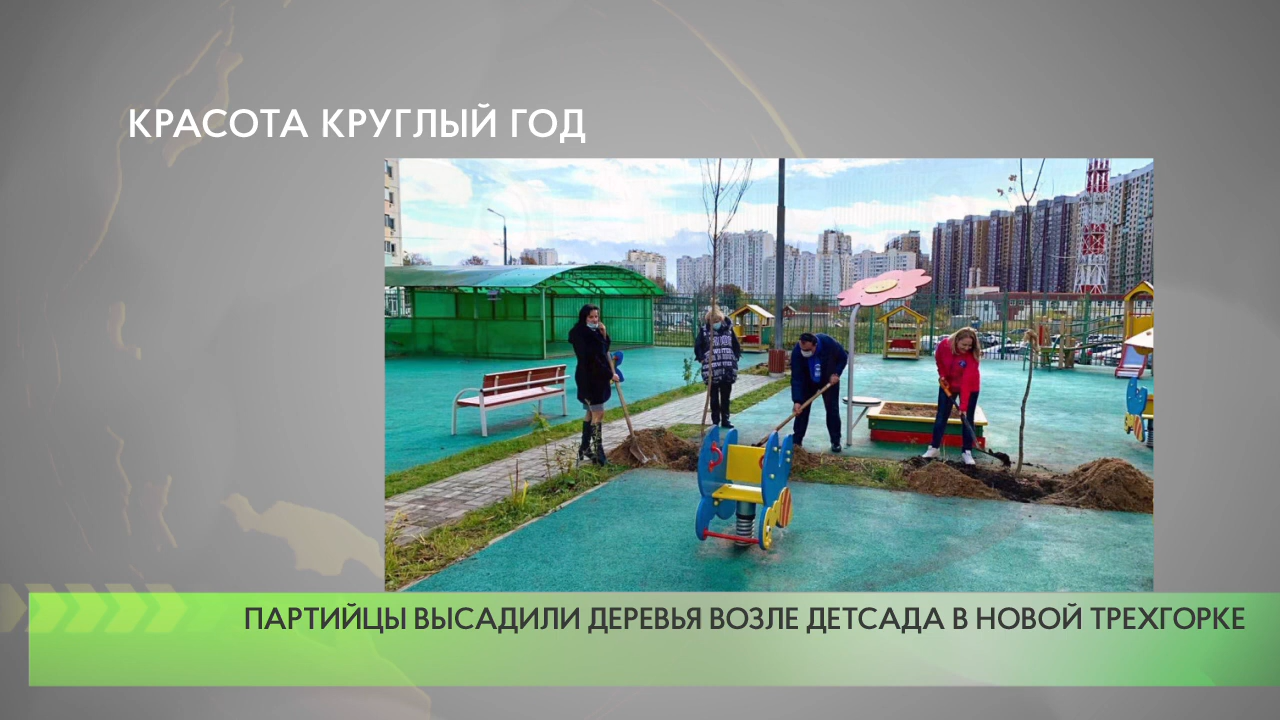 КРАСОТА КРУГЛЫЙ ГОД
ПАРТИЙЦЫ ВЫСАДИЛИ ДЕРЕВЬЯ ВОЗЛЕ ДЕТСАДА В НОВОЙ ТРЕХГОРКЕ